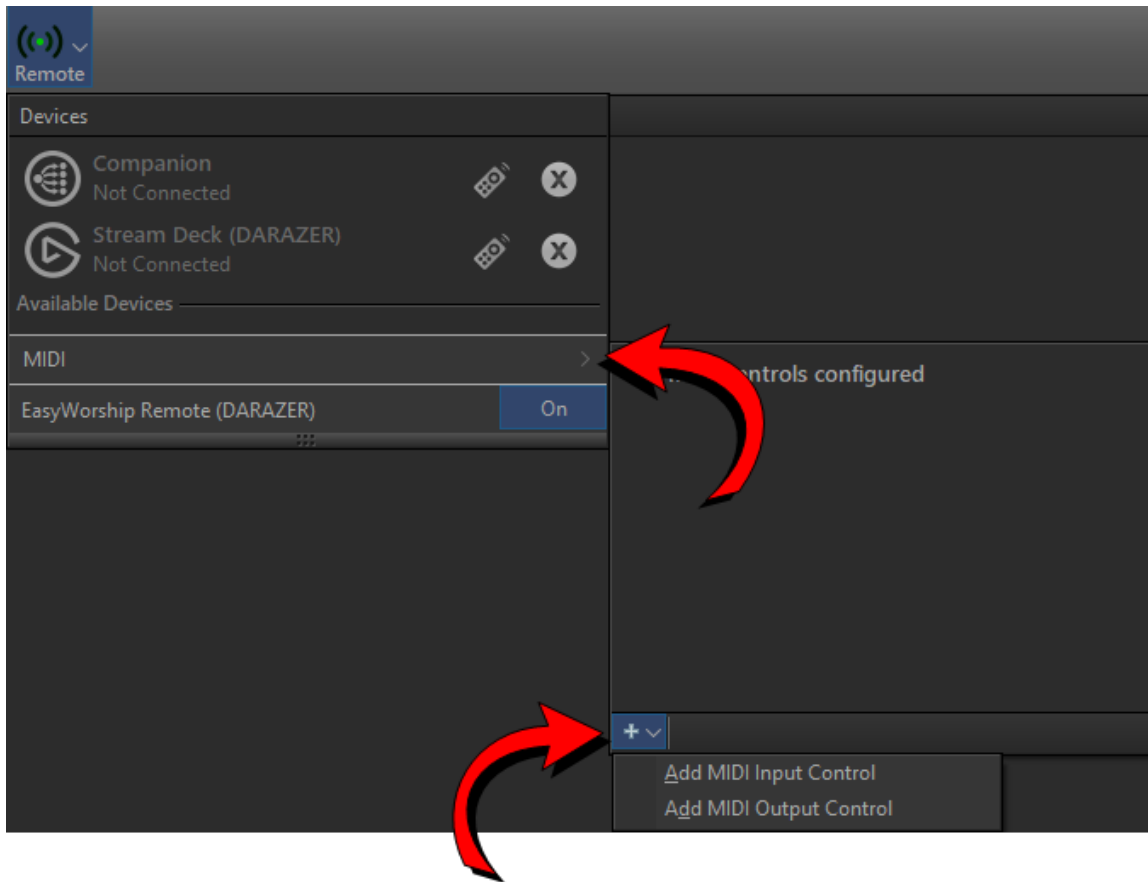 Remote
Devices
Companion
Not Connected
Stream Deck (DARAZER)
Not Connected
Available Devices
MIDI
EasyWorship Remote (DARAZER)
On
controls configured
Add MIDI Input Control
Add MIDI Output Control